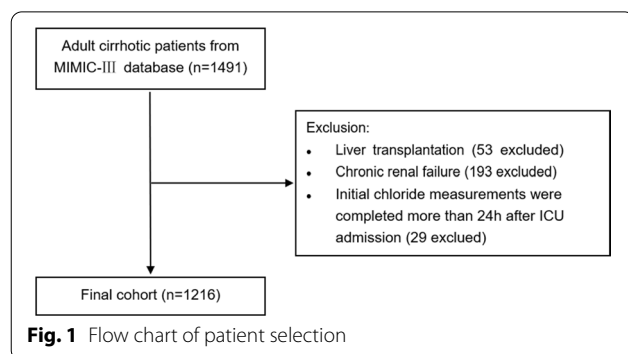 Adult cirrhotic patients from
MIMIC-III database (n=1491)
Exclusion:
• Liver transplantation (53 excluded)
• Chronic renal failure (193 excluded)
• Initial chloride measurements were
completed more than 24h after ICU
admission (29 exclued)
Final cohort (n=1216)
Fig. 1 Flow chart of patient selection